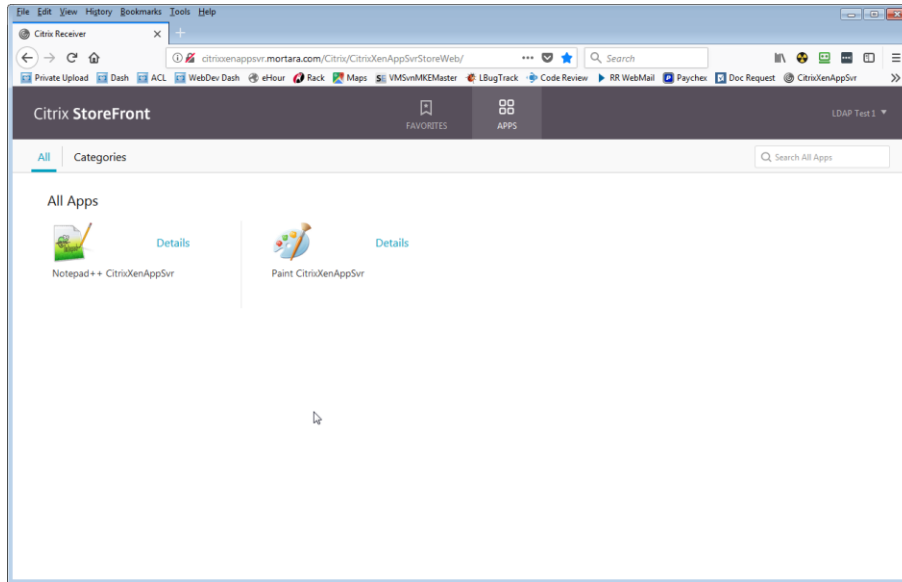 File Edit View History Bookmarks Tools Help
Citrix Receiver
citrixxenappsvr.mortara.com/Citrix/CitrixXenAppSvrStoreWeb/
Search
Private Upload Dash ACL WebDev Dash eHour Rack Maps VMSvnMKEMaster LBugTrack Code Review RR WebMail Paychex Doc Request CitrixXenAppSvr
Citrix StoreFront
FAVORITES
APPS
LDAP Test 1
All Categories
Search All Apps
All Apps
Details
Details
Notepad++ CitrixXenAppSvr
Paint CitrixXenAppSvr